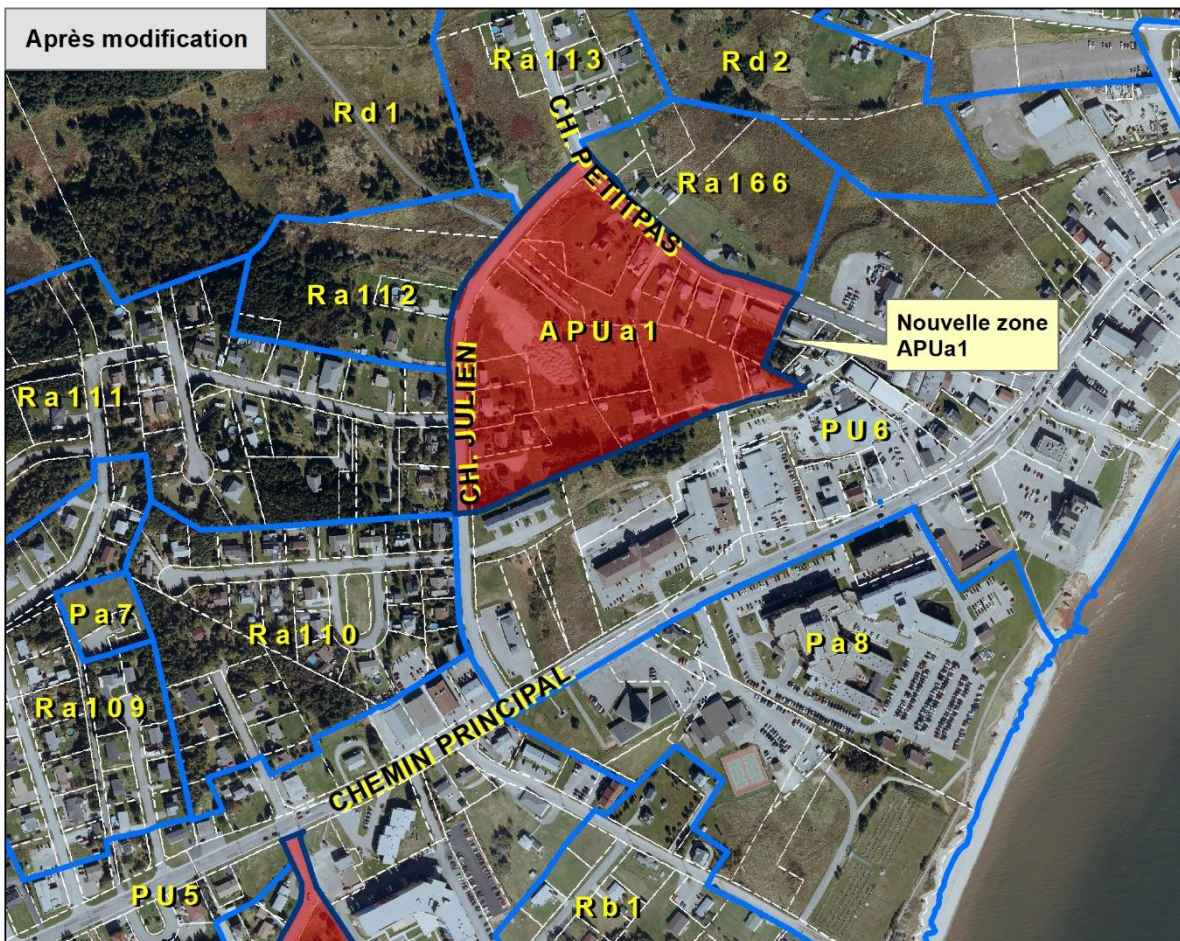 Après modification
Ra113
Rd2
Rd1
CH. PETITPAS
Ra166
Ra112
APUa1
Nouvelle zone
APUa1
CH. JULIEN
Ra111
PU6
Pa7
Ra110
Pa8
Ra109
CHEMIN PRINCIPAL
PU5
Rb1